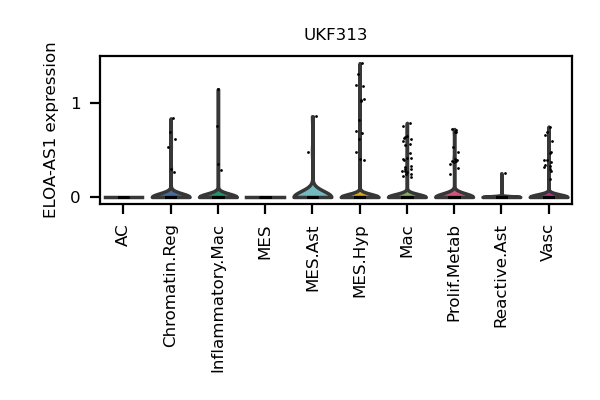 UKF313
ELOA-AS1 expression
1
0
AC
Chromatin.Reg
Inflammatory.Mac
MES
MES.Ast
MES.Hyp
Mac
Prolif.Metab
Reactive.Ast
Vasc